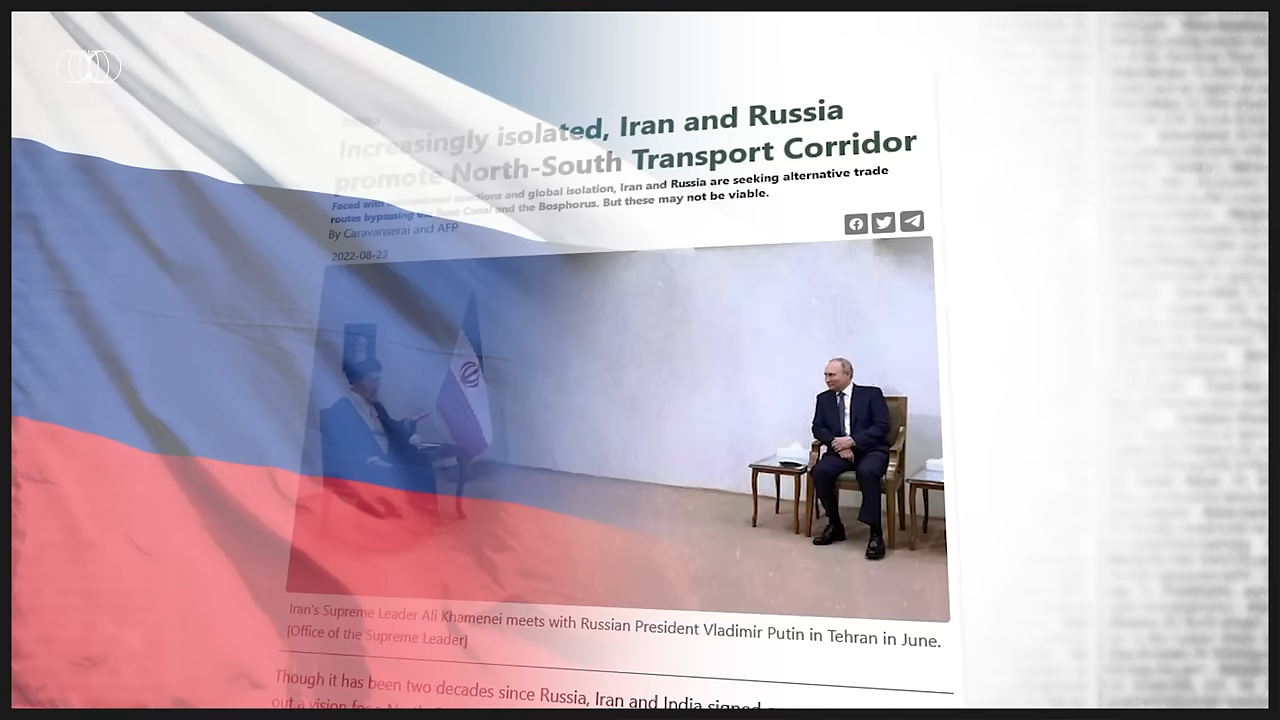 Increasingly isolated, Iran and Russia
promote North-South Transport Corridor
Faced with international sanctions and global isolation, Iran and Russia are seeking alternative trade
routes bypassing the Suez Canal and the Bosphorus. But these may not be viable.
By Caravanserai and AFP
2022-08-23
Iran's Supreme Leader Ali Khamenei meets with Russian President Vladimir Putin in Tehran in June.
[Office of the Supreme Leader]
Though it has been two decades since Russia, Iran and India signed
out a vision for